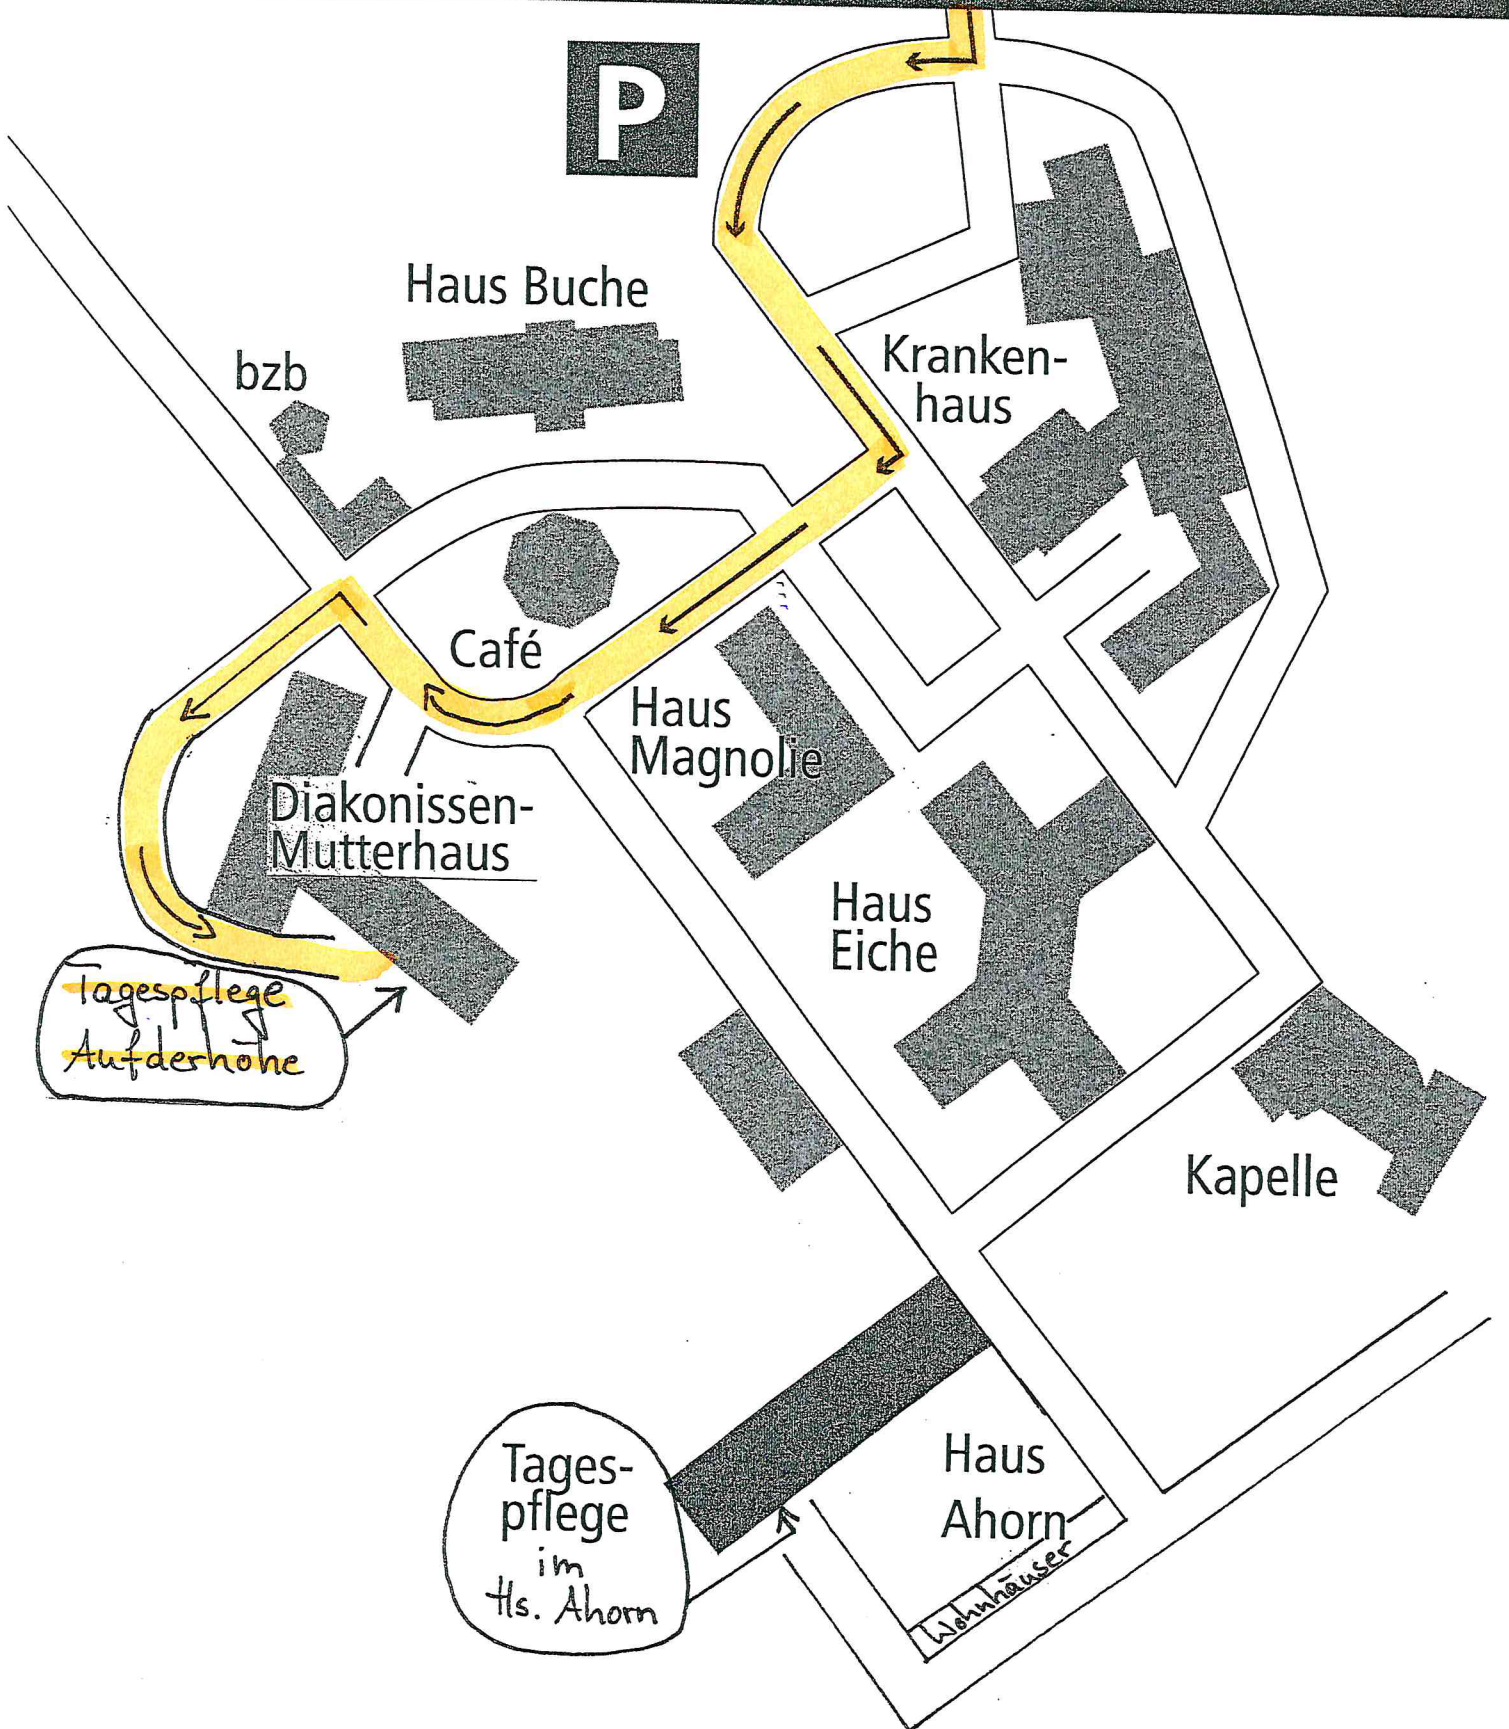 P
Haus Buche
bzb
Kranken-
haus
Café
Haus
Magnolie
Diakonissen-
Mutterhaus
Haus
Eiche
Tagespflege
Aufderhöhe
Kapelle
Tages-
pflege
im
Hs. Ahorn
Haus
Ahorn
Wohnhäuser